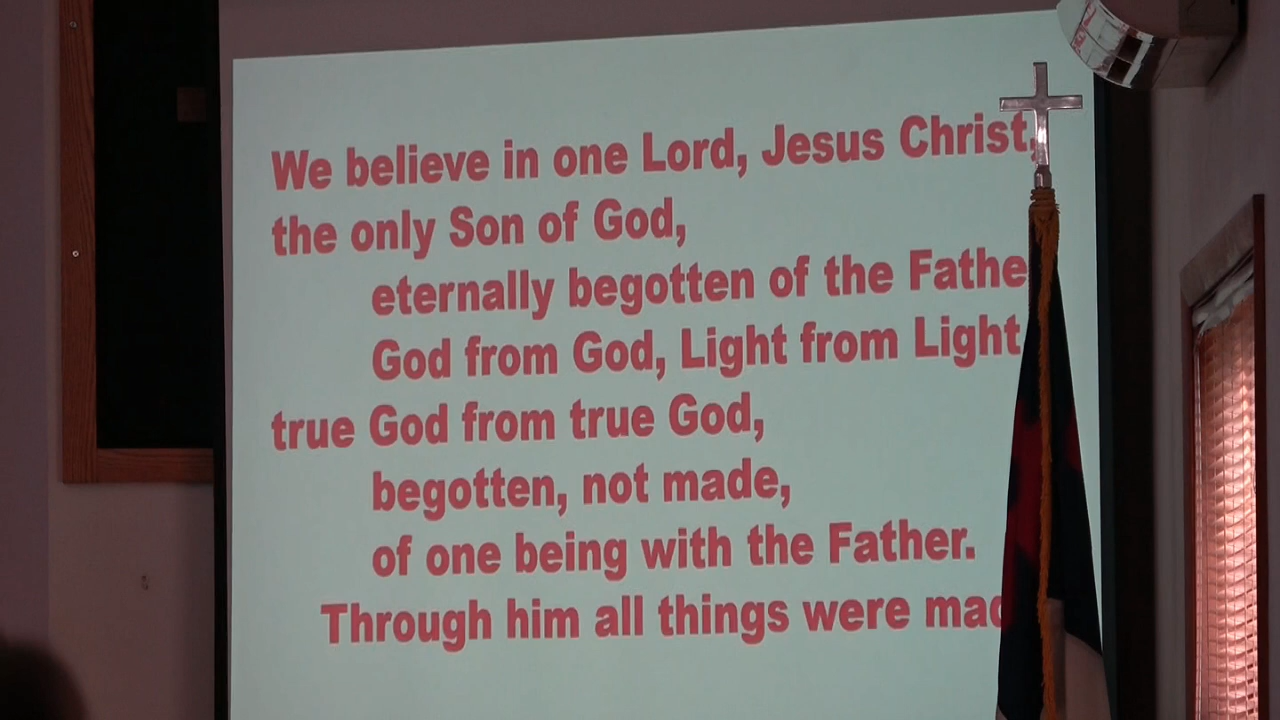 We believe in one Lord, Jesus Christ,
the only Son of God,
eternally begotten of the Fathe
God from God, Light from Light
true God from true God,
begotten, not made,
of one being with the Father.
Through him all things were mad